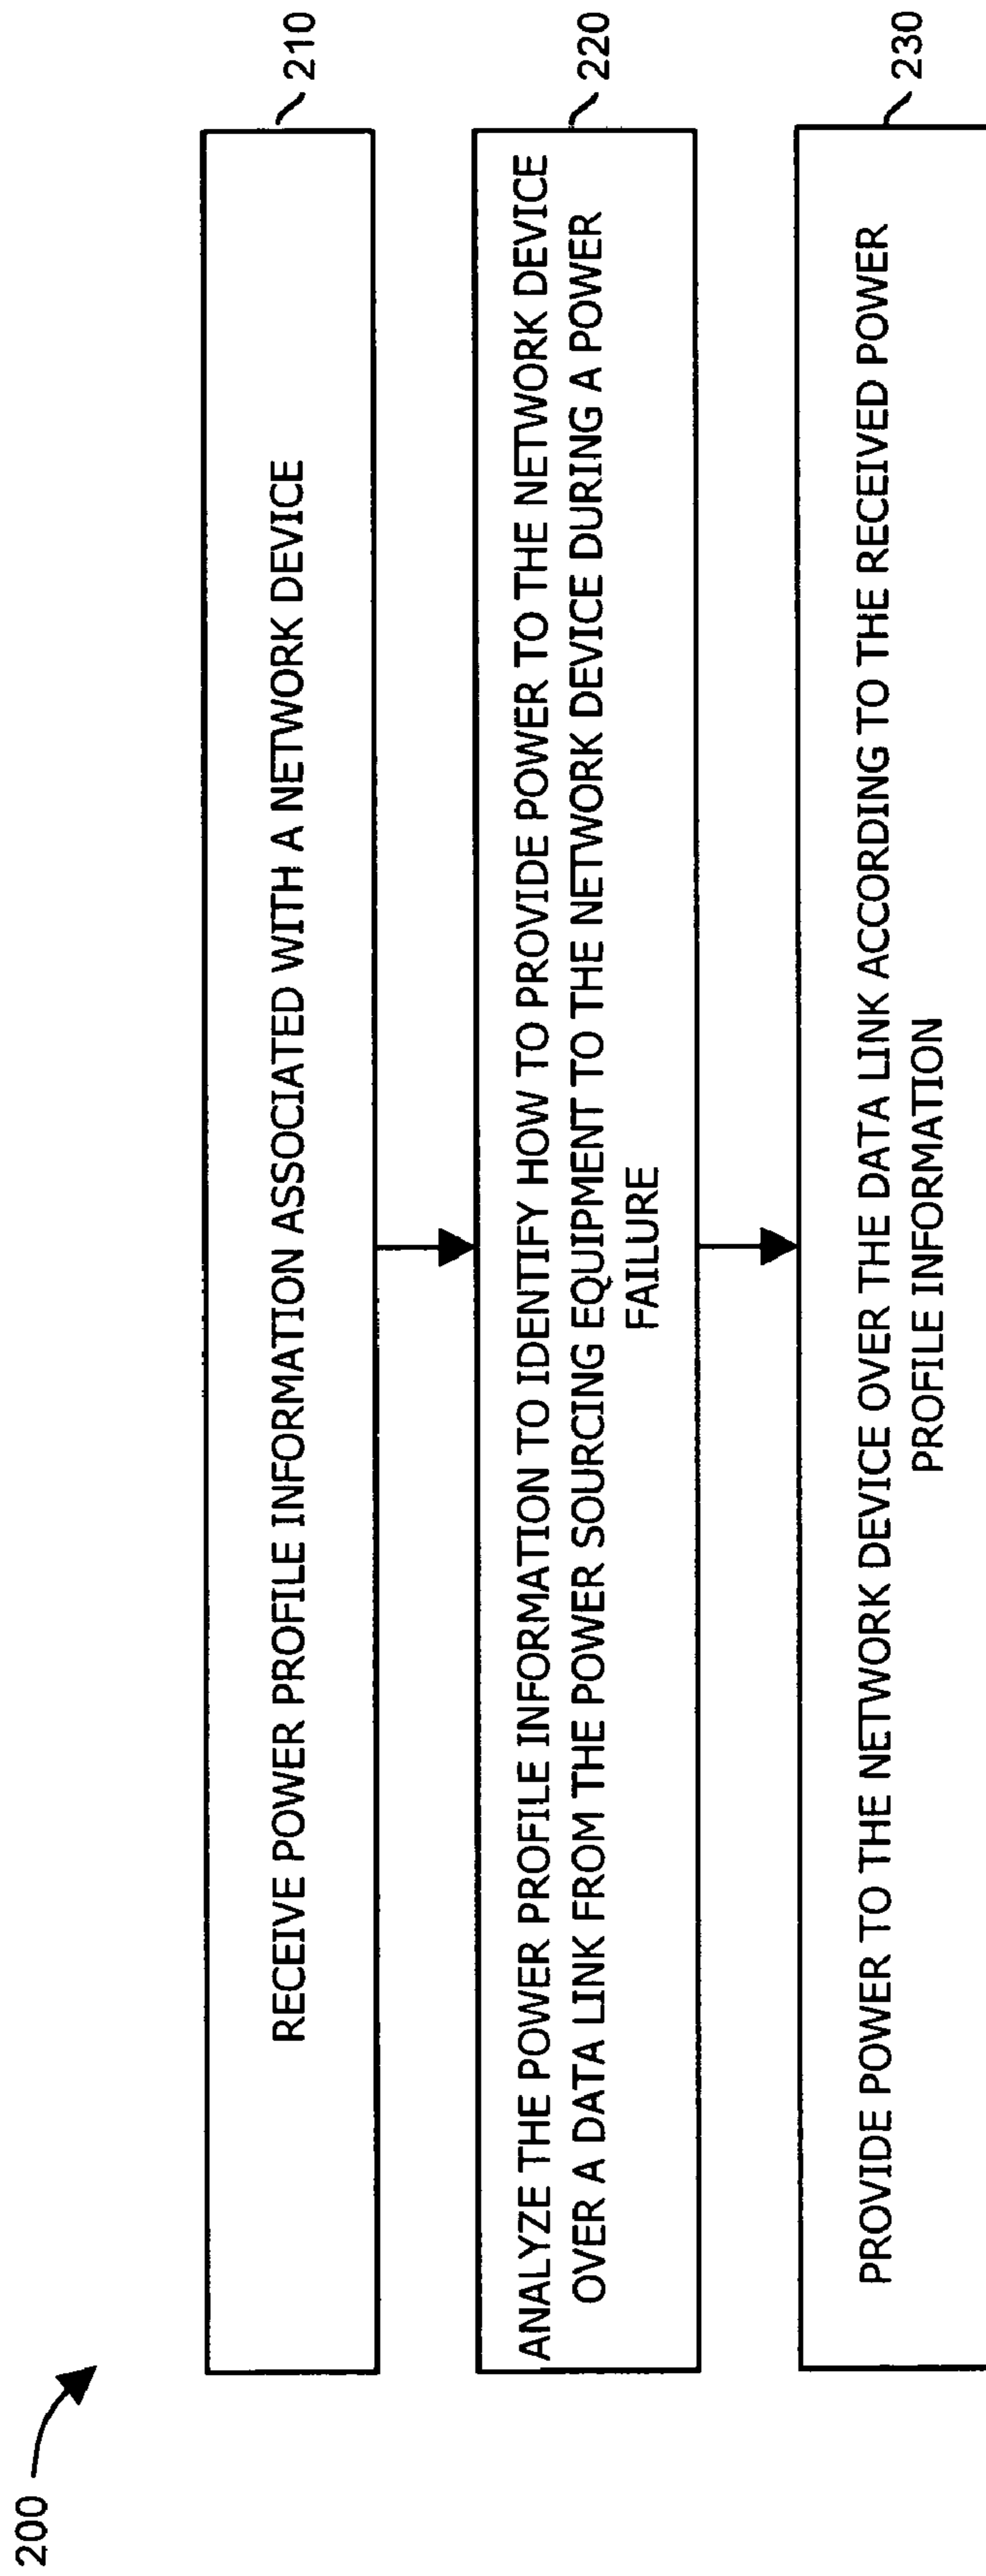 200
RECEIVE POWER PROFILE INFORMATION ASSOCIATED WITH A NETWORK DEVICE
210
ANALYZE THE POWER PROFILE INFORMATION TO IDENTIFY HOW TO PROVIDE POWER TO THE NETWORK DEVICE
OVER A DATA LINK FROM THE POWER SOURCING EQUIPMENT TO THE NETWORK DEVICE DURING A POWER
FAILURE
220
PROVIDE POWER TO THE NETWORK DEVICE OVER THE DATA LINK ACCORDING TO THE RECEIVED POWER
PROFILE INFORMATION
230